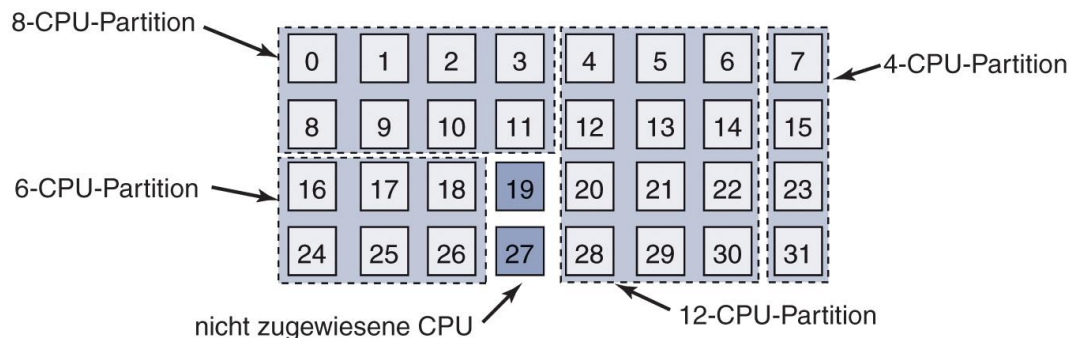 8-CPU-Partition
0 1 2 3 4 5 6 7
4-CPU-Partition
8 9 10 11 12 13 14 15
6-CPU-Partition
16 17 18 19 20 21 22 23
24 25 26 27 28 29 30 31
nicht zugewiesene CPU
12-CPU-Partition